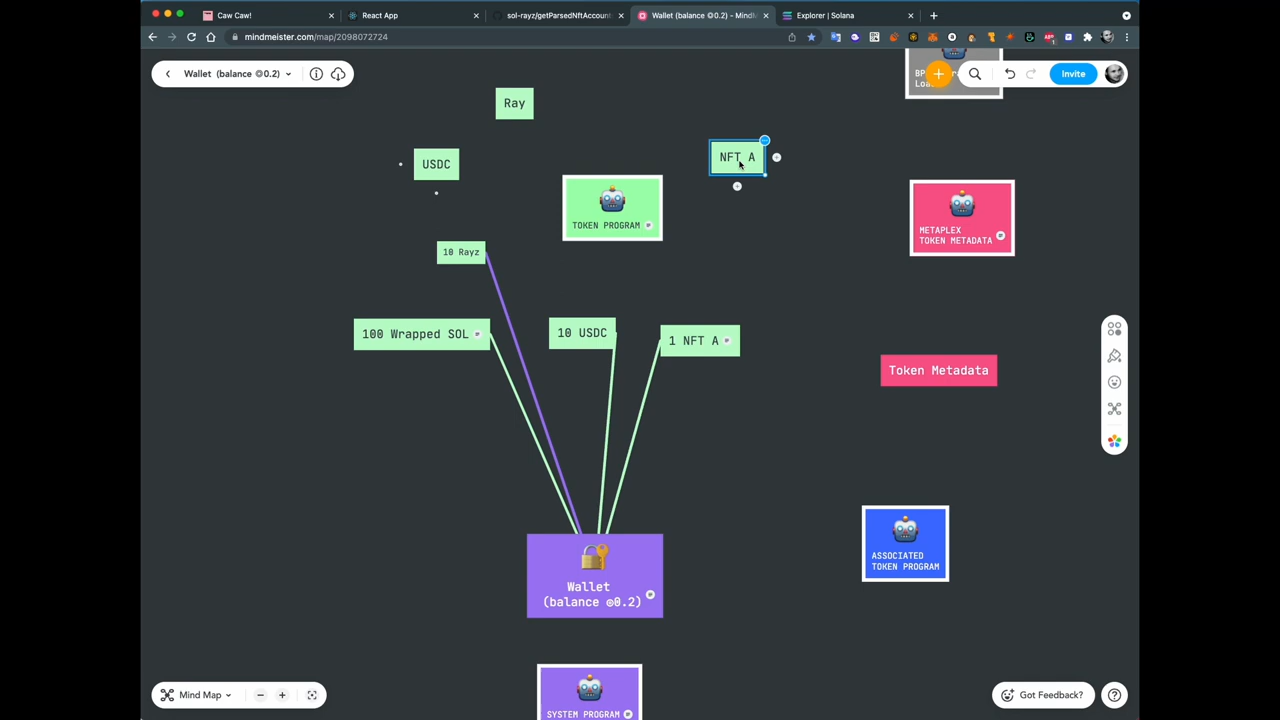 Caw Caw!
React App
sol-rayz/getParsedNftAccount
Wallet (balance ◎0.2) - MindM
Explorer | Solana
mindmeister.com/map/2098072724
Wallet (balance ◎0.2)
Invite
Ray
USDC
NFT A
TOKEN PROGRAM
METAPLEX
TOKEN METADATA
10 Rayz
100 Wrapped SOL
10 USDC
1 NFT A
Token Metadata
ASSOCIATED
TOKEN PROGRAM
Wallet
(balance ◎0.2)
SYSTEM PROGRAM
Mind Map
Got Feedback?